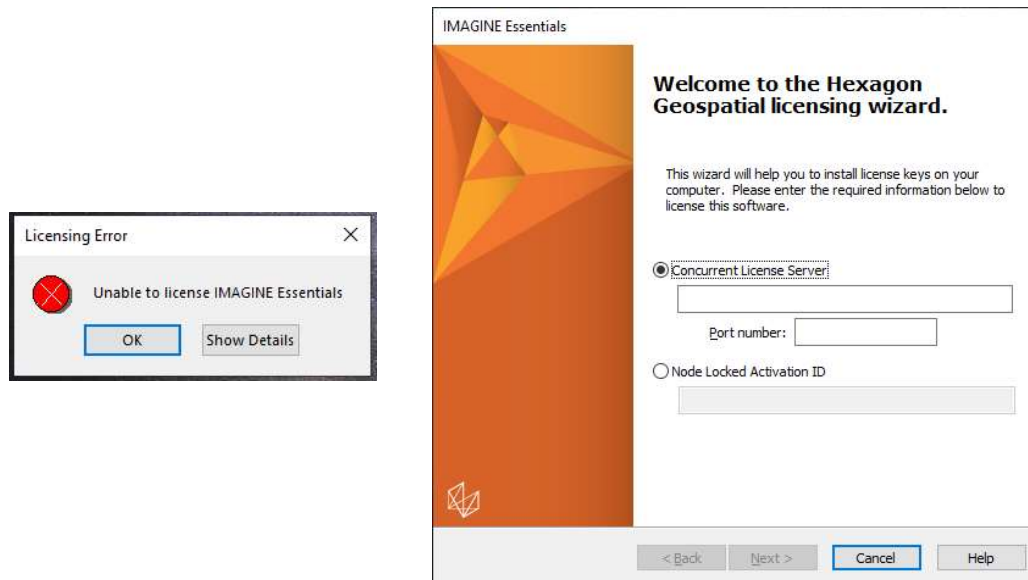 Licensing Error
Unable to license IMAGINE Essentials
OK
Show Details
IMAGINE Essentials
Welcome to the Hexagon
Geospatial licensing wizard.
This wizard will help you to install license keys on your
computer. Please enter the required information below to
license this software.
Concurrent License Server
Port number:
Node Locked Activation ID
< Back
Next >
Cancel
Help